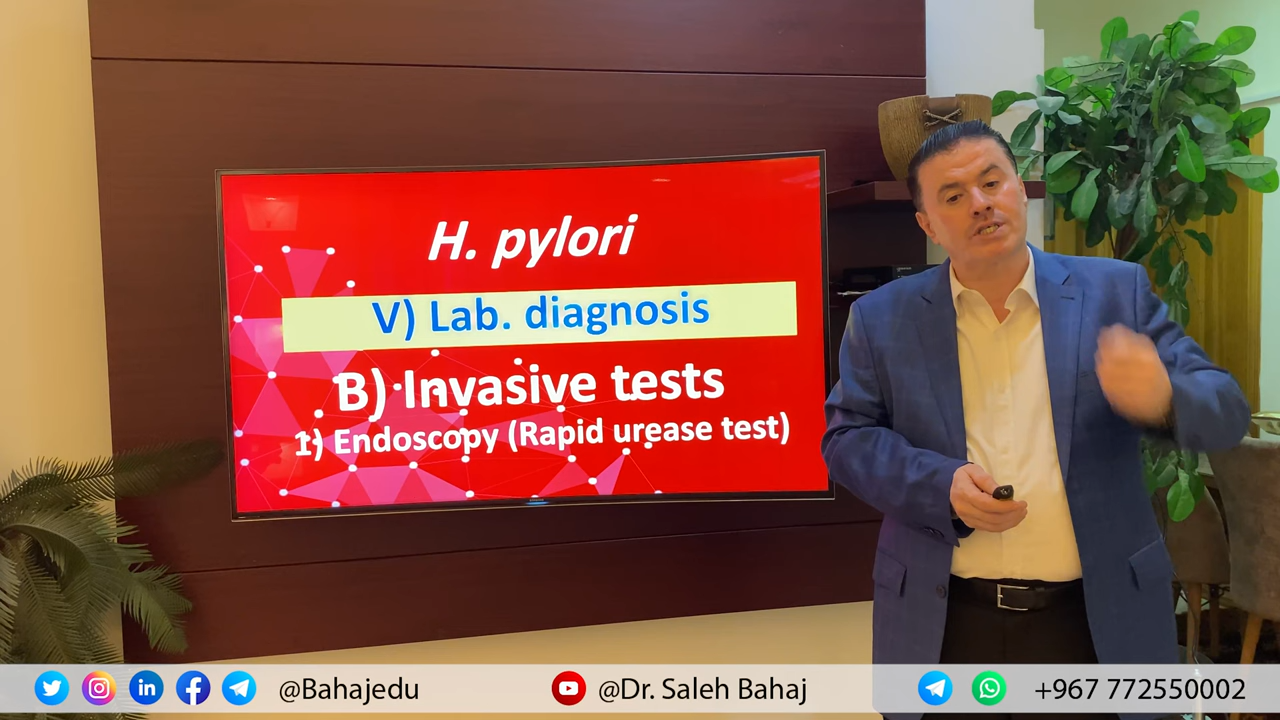 H. pylori
V) Lab. diagnosis
B) Invasive tests
1) Endoscopy (Rapid urease test)
@Bahajedu
@Dr. Saleh Bahaj
+967 772550002